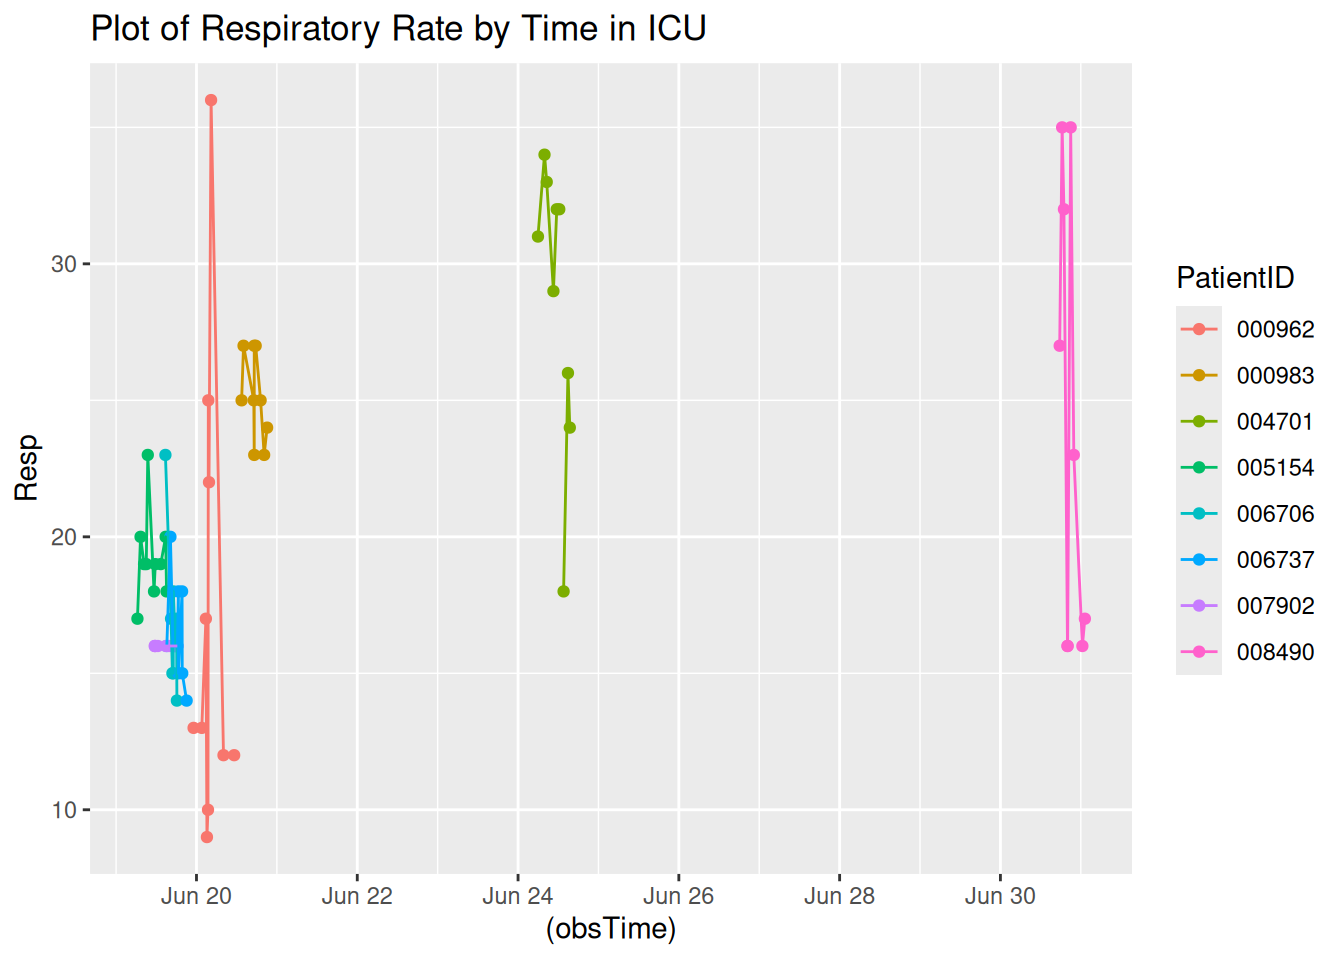 Plot of Respiratory Rate by Time in ICU
Resp
30
20
10
Jun 20 Jun 22 Jun 24 Jun 26 Jun 28 Jun 30
(obsTime)
PatientID
000962
000983
004701
005154
006706
006737
007902
008490